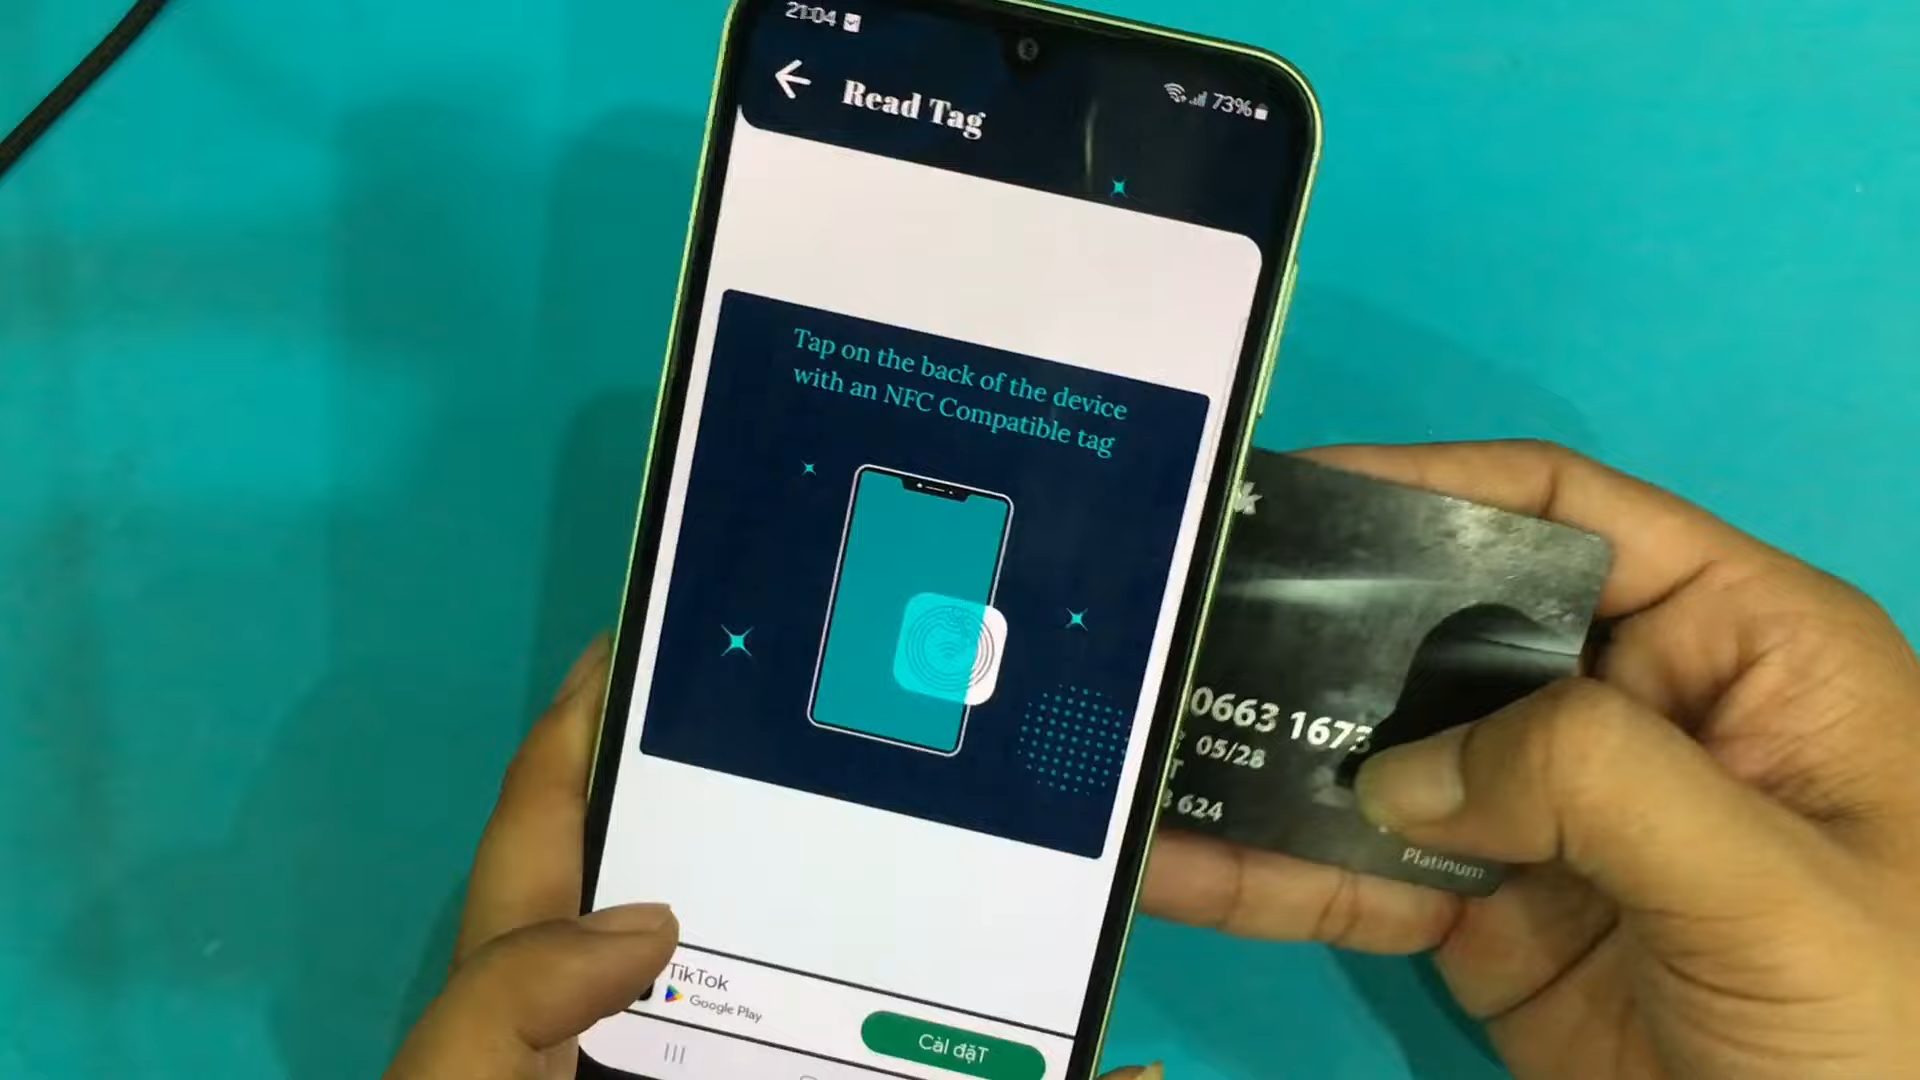 21:04
73%
Read Tag
Tap on the back of the device
with an NFC Compatible tag
k
0663 1673
05/28
T
624
Platinum
TikTok
Google Play
Cài đặT